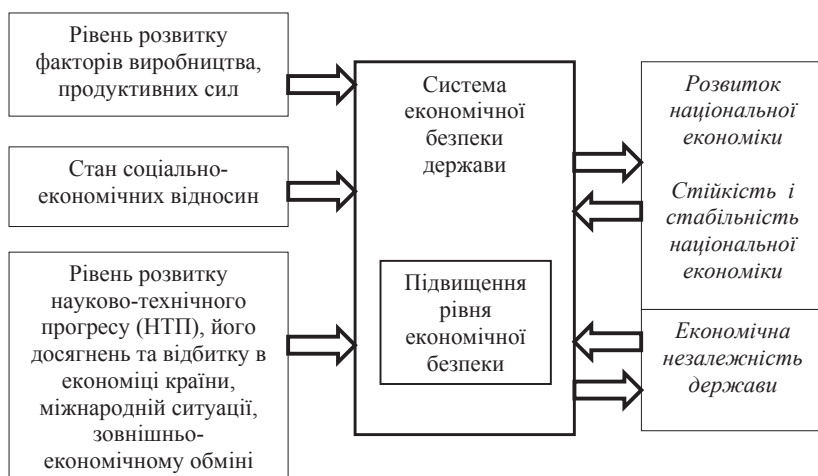 Рівень розвитку
факторів виробництва,
продуктивних сил
Стан соціально-
економічних відносин
Рівень розвитку
науково-технічного
прогресу (НТП), його
досягнень та відбитку в
економіці країни,
міжнародній ситуації,
зовнішньо-
економічному обміні
Система
економічної
безпеки
держави
Підвищення
рівня
економічної
безпеки
Розвиток
національної
економіки
Стійкість і
стабільність
національної
економіки
Економічна
незалежність
держави